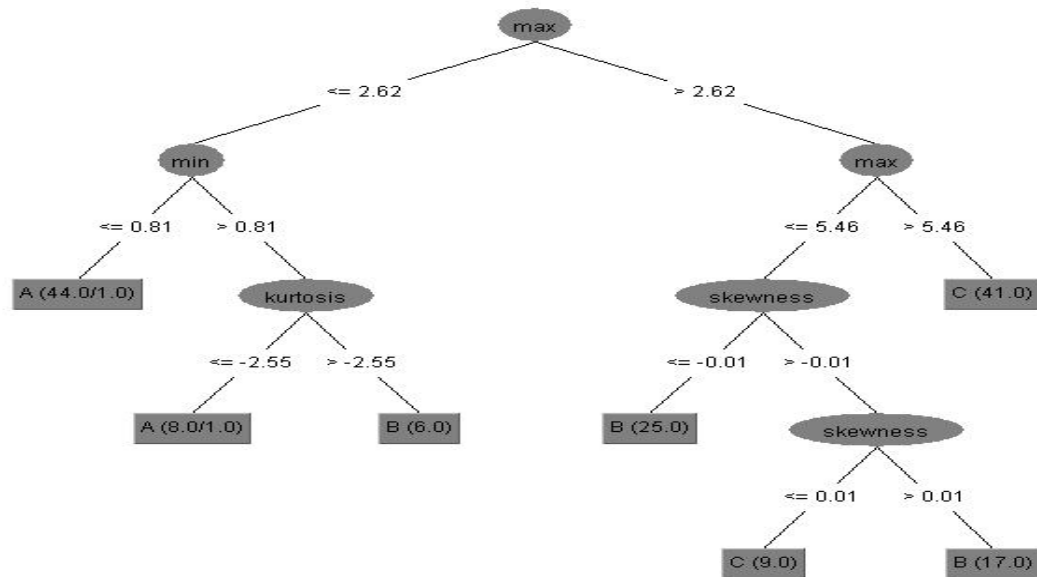 max
<= 2.62 > 2.62
min max
<= 0.81 > 0.81 <= 5.46 > 5.46
A (44.0/1.0) kurtosis skewness C (41.0)
<= -2.55 > -2.55 <= -0.01 > -0.01
A (8.0/1.0) B (6.0) B (25.0) skewness
<= 0.01 > 0.01
C (9.0) B (17.0)